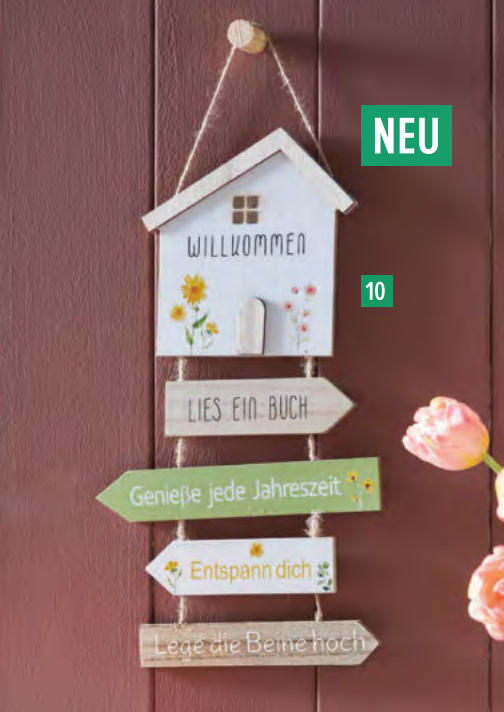 NEU
WILLKOMMEN
10
LIES EIN BUCH
Genieße jede Jahreszeit
Entspann dich
Lege die Beine hoch